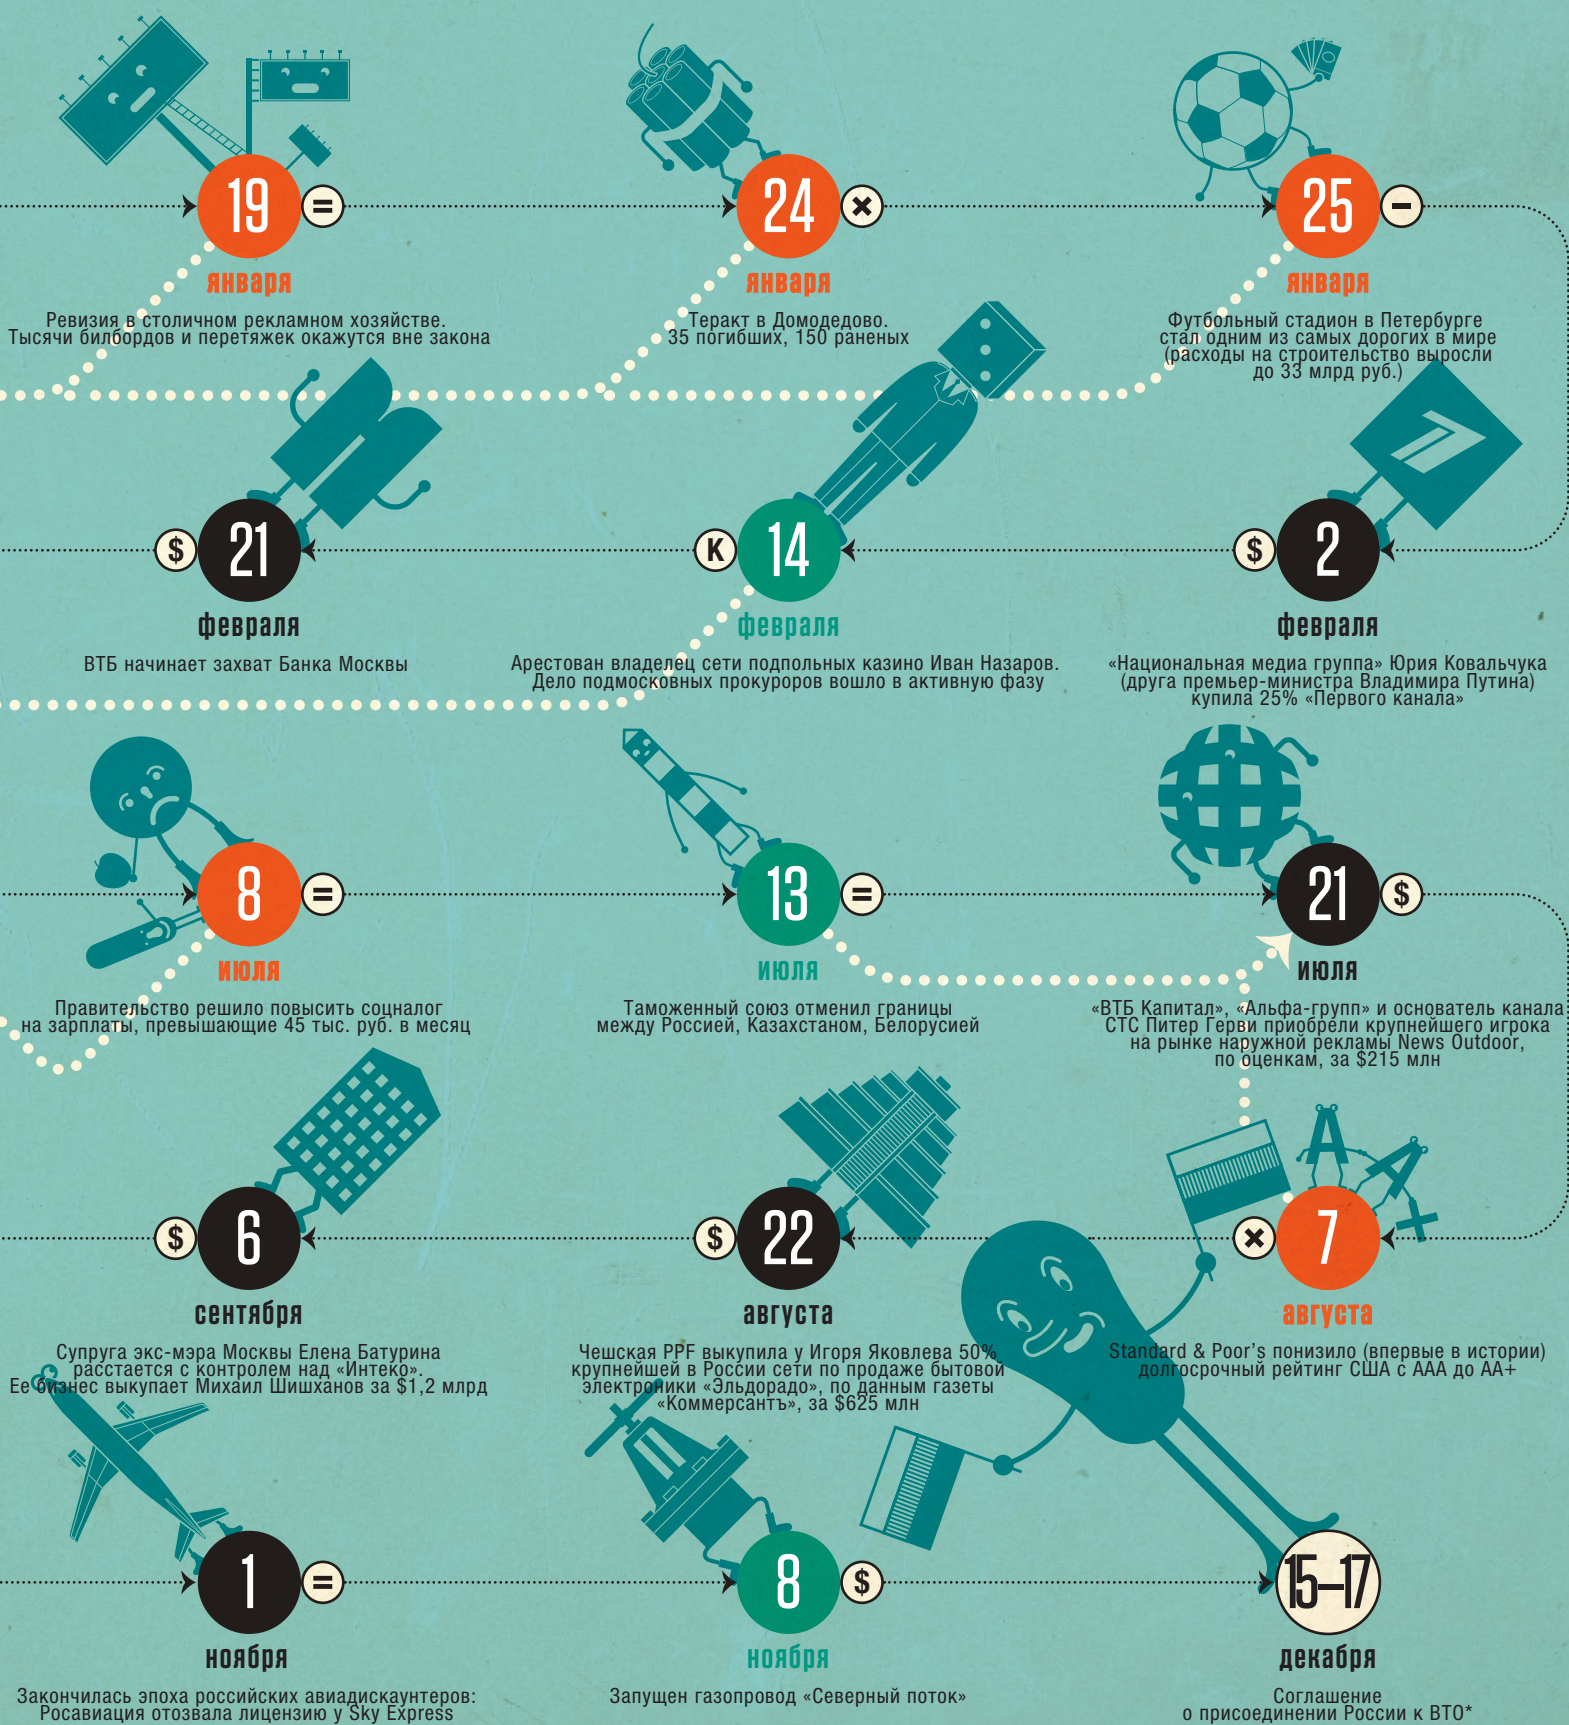 19
=
января
Ревизия в столичном рекламном хозяйстве.
Тысячи билбордов и перетяжек окажутся вне закона
24
×
января
Теракт в Домодедово.
35 погибших, 150 раненых
25
–
января
Футбольный стадион в Петербурге
стал одним из самых дорогих в мире
(расходы на строительство выросли
до 33 млрд руб.)
$
21
февраля
ВТБ начинает захват Банка Москвы
K
14
февраля
Арестован владелец сети подпольных казино Иван Назаров.
Дело подмосковных прокуроров вошло в активную фазу
1
$
2
февраля
«Национальная медиа группа» Юрия Ковальчука
(друга премьер-министра Владимира Путина)
купила 25% «Первого канала»
8
=
июля
Правительство решило повысить соцналог
на зарплаты, превышающие 45 тыс. руб. в месяц
13
=
июля
Таможенный союз отменил границы
между Россией, Казахстаном, Белорусией
21
$
июля
«ВТБ Капитал», «Альфа-групп» и основатель канала
СТС Питер Герви приобрели крупнейшего игрока
на рынке наружной рекламы News Outdoor,
по оценкам, за $215 млн
$
6
сентября
Супруга экс-мэра Москвы Елена Батурина
расстается с контролем над «Интеко».
Ее бизнес выкупает Михаил Шишханов за $1,2 млрд
$
22
августа
Чешская PPF выкупила у Игоря Яковлева 50%
крупнейшей в России сети по продаже бытовой
электроники «Эльдорадо», по данным газеты
«Коммерсантъ», за $625 млн
A A +
×
7
августа
Standard & Poor's понизило (впервые в истории)
долгосрочный рейтинг США с AAA до AA+
1
=
ноября
Закончилась эпоха российских авиадискаунтеров:
Росавиация отозвала лицензию у Sky Express
8
$
ноября
Запущен газопровод «Северный поток»
15–17
декабря
Соглашение
о присоединении России к ВТО*